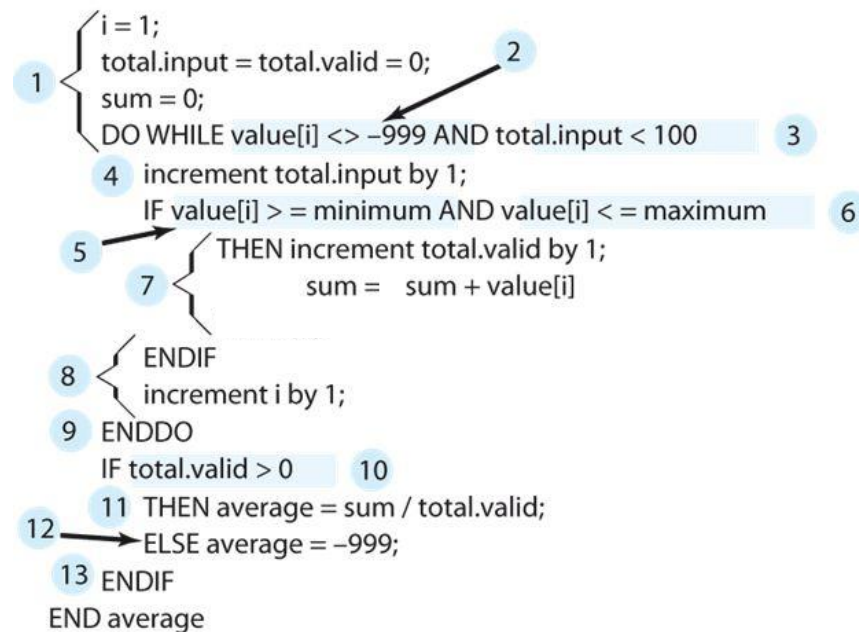 i = 1;
total.input = total.valid = 0;
2
1
sum = 0;
DO WHILE value[i] <> –999 AND total.input < 100 3
4 increment total.input by 1;
IF value[i] > = minimum AND value[i] < = maximum 6
5
THEN increment total.valid by 1;
7
sum = sum + value[i]
ENDIF
8
increment i by 1;
9 ENDDO
IF total.valid > 0 10
11 THEN average = sum / total.valid;
12
ELSE average = –999;
13 ENDIF
END average